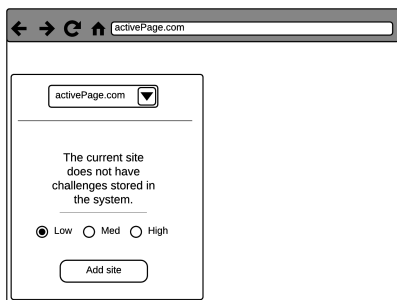 activePage.com
activePage.com
The current site
does not have
challenges stored in
the system.
Low Med High
Add site